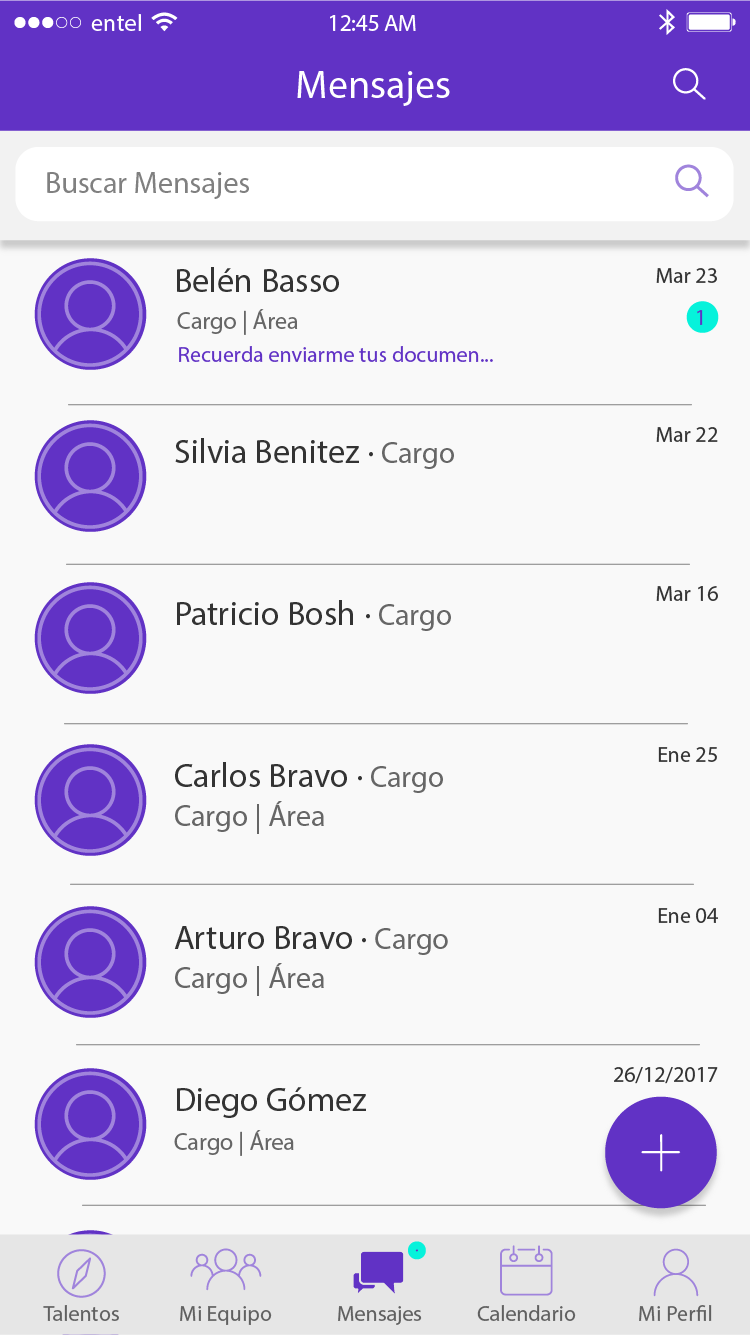 entel 12:45 AM
Mensajes
Buscar Mensajes
Belén Basso Mar 23
Cargo | Área 1
Recuerda enviarme tus documen...
Mar 22
Silvia Benitez · Cargo
Mar 16
Patricio Bosh · Cargo
Ene 25
Carlos Bravo · Cargo
Cargo | Área
Ene 04
Arturo Bravo · Cargo
Cargo | Área
26/12/2017
Diego Gómez
Cargo | Área
Talentos Mi Equipo Mensajes Calendario Mi Perfil